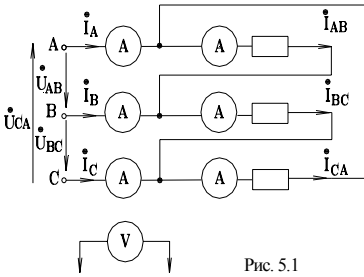 İ_A İ_AB
A A A
U̇_AB
İ_B İ_BC
B A A
U̇_CA
U̇_BC
İ_C İ_CA
C A A
V
Рис. 5.1